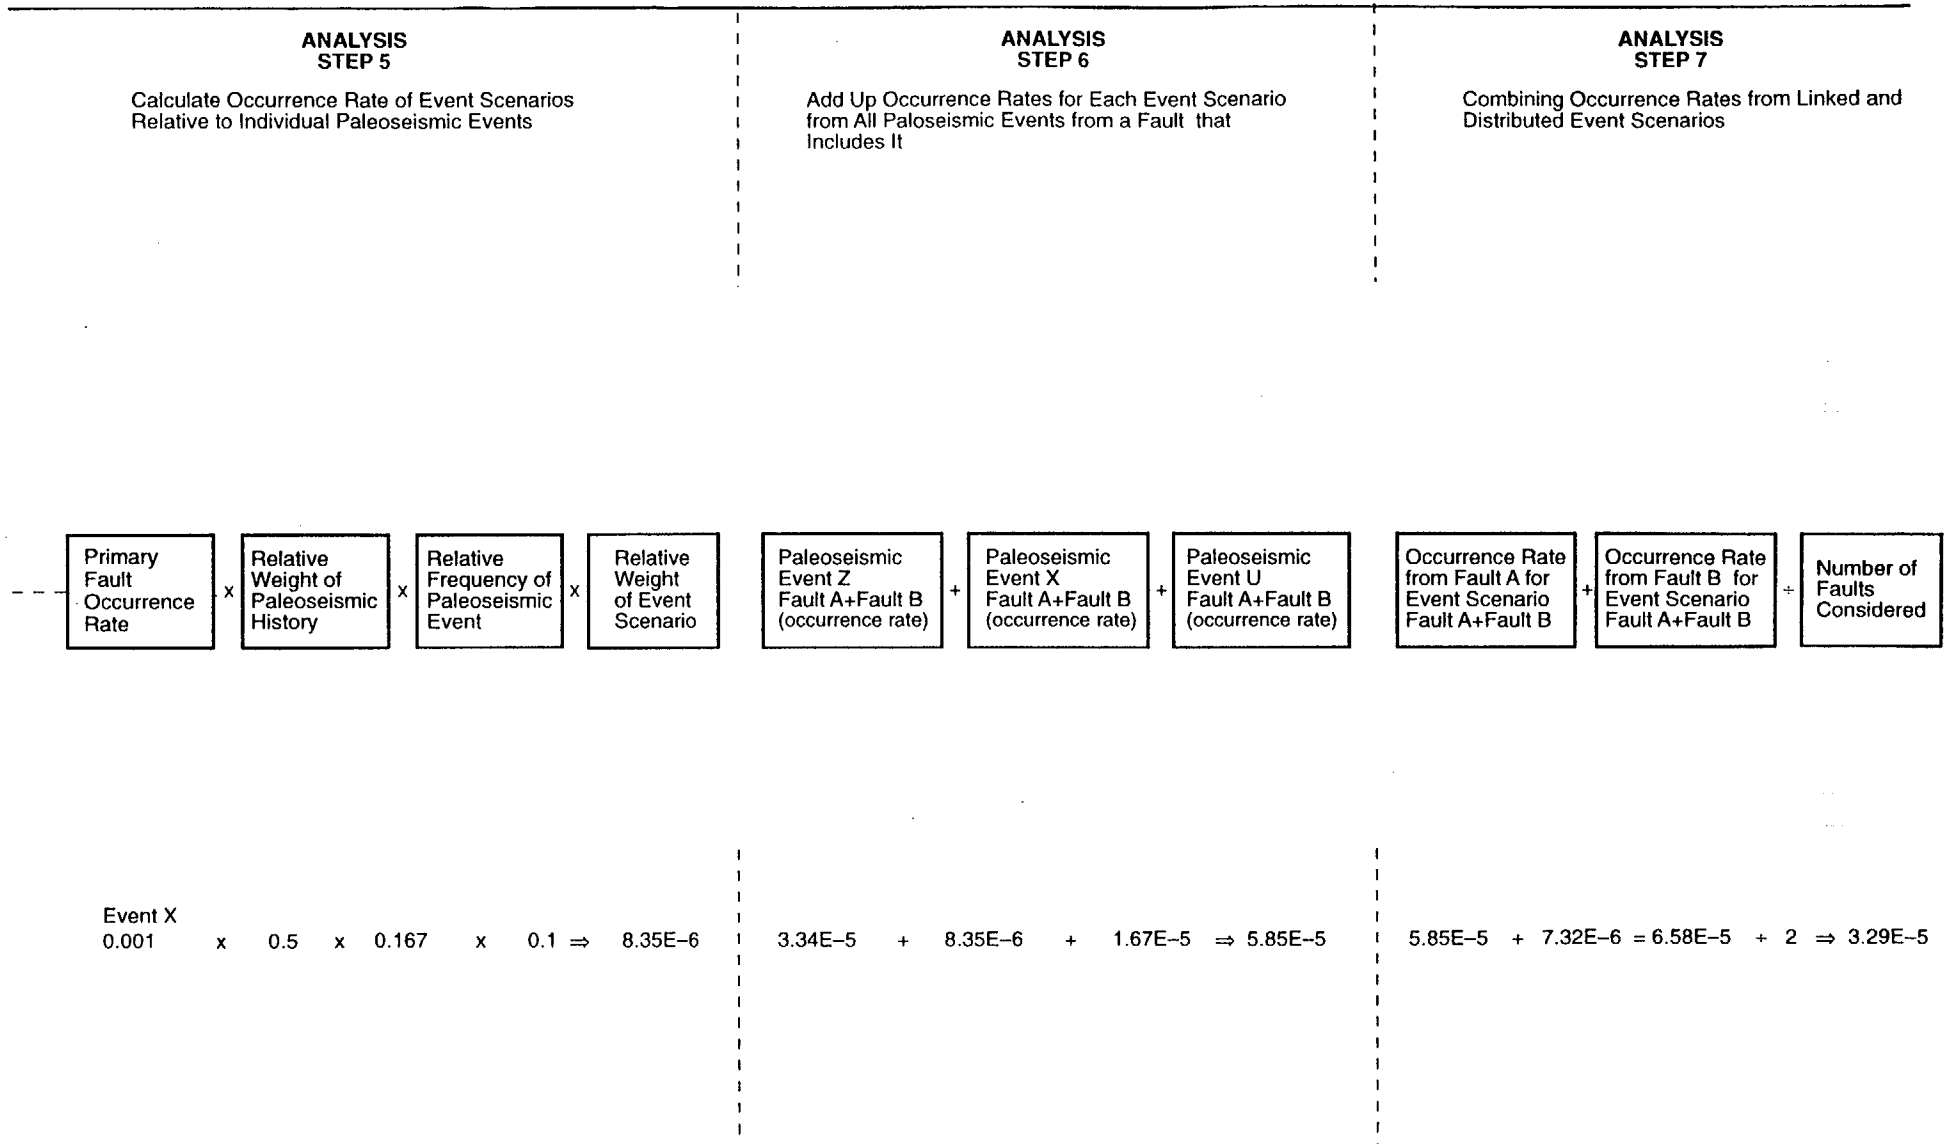 ANALYSIS
STEP 5
Calculate Occurrence Rate of Event Scenarios
Relative to Individual Paleoseismic Events
ANALYSIS
STEP 6
Add Up Occurrence Rates for Each Event Scenario
from All Paloseismic Events from a Fault that
Includes It
ANALYSIS
STEP 7
Combining Occurrence Rates from Linked and
Distributed Event Scenarios
Primary
Fault
Occurrence
Rate
x
Relative
Weight of
Paleoseismic
History
x
Relative
Frequency of
Paleoseismic
Event
x
Relative
Weight
of Event
Scenario
Paleoseismic
Event Z
Fault A+Fault B
(occurrence rate)
+
Paleoseismic
Event X
Fault A+Fault B
(occurrence rate)
+
Paleoseismic
Event U
Fault A+Fault B
(occurrence rate)
Occurrence Rate
from Fault A for
Event Scenario
Fault A+Fault B
+
Occurrence Rate
from Fault B for
Event Scenario
Fault A+Fault B
÷
Number of
Faults
Considered
Event X
0.001 x 0.5 x 0.167 x 0.1 ⇒ 8.35E–6
3.34E–5 + 8.35E–6 + 1.67E–5 ⇒ 5.85E–5
5.85E–5 + 7.32E–6 = 6.58E–5 ÷ 2 ⇒ 3.29E–5